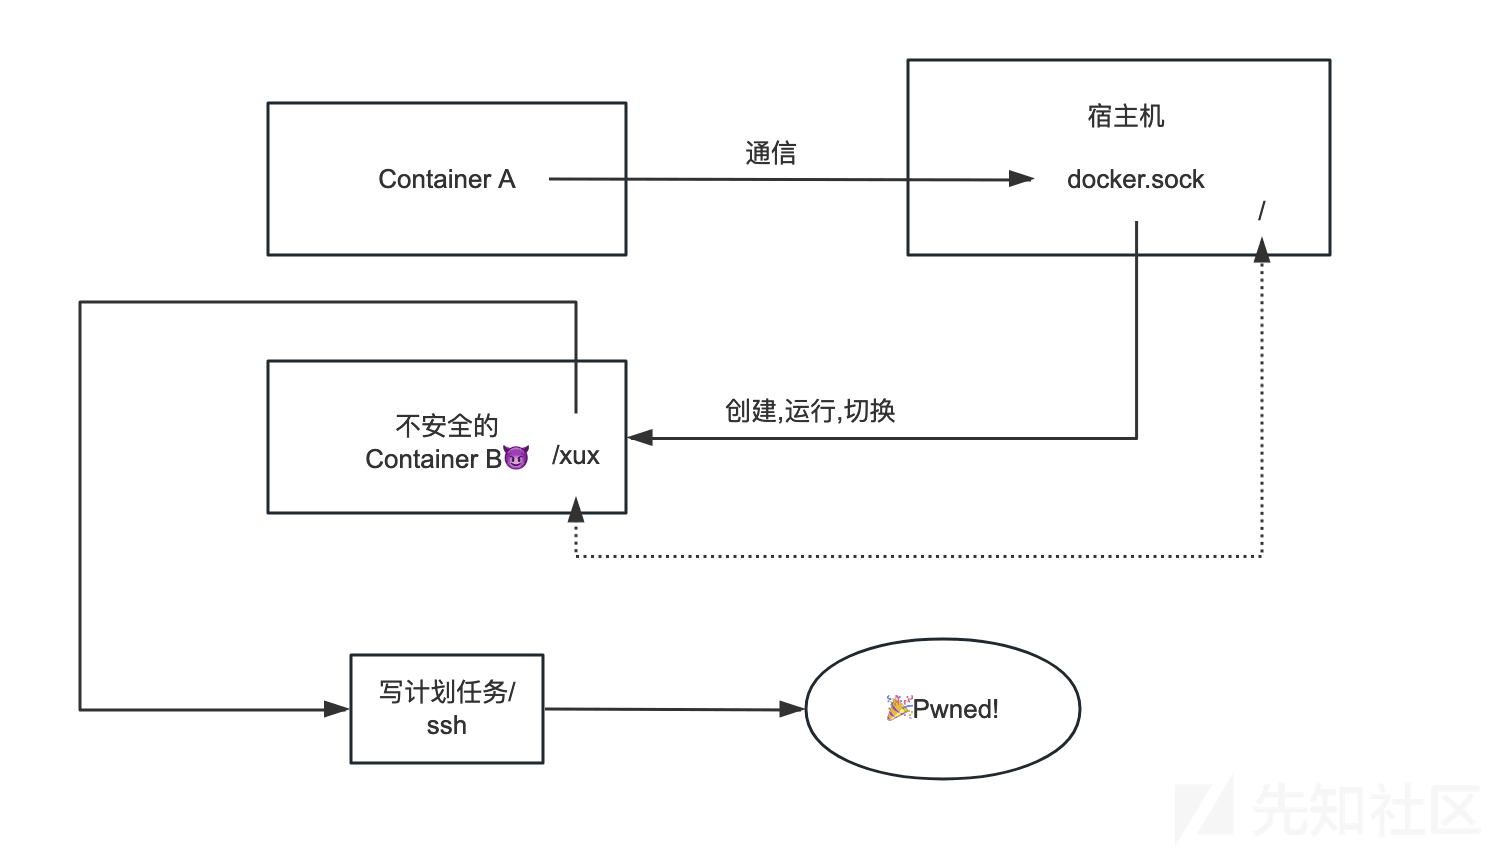 宿主机
Container A
通信
docker.sock
/
创建,运行,切换
不安全的
Container B😈
/xux
写计划任务/
ssh
🎉Pwned!
先知社区